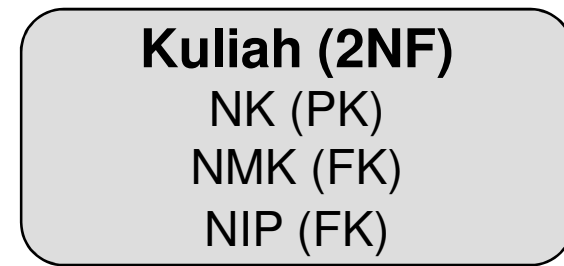 Kuliah (2NF)
NK (PK)
NMK (FK)
NIP (FK)